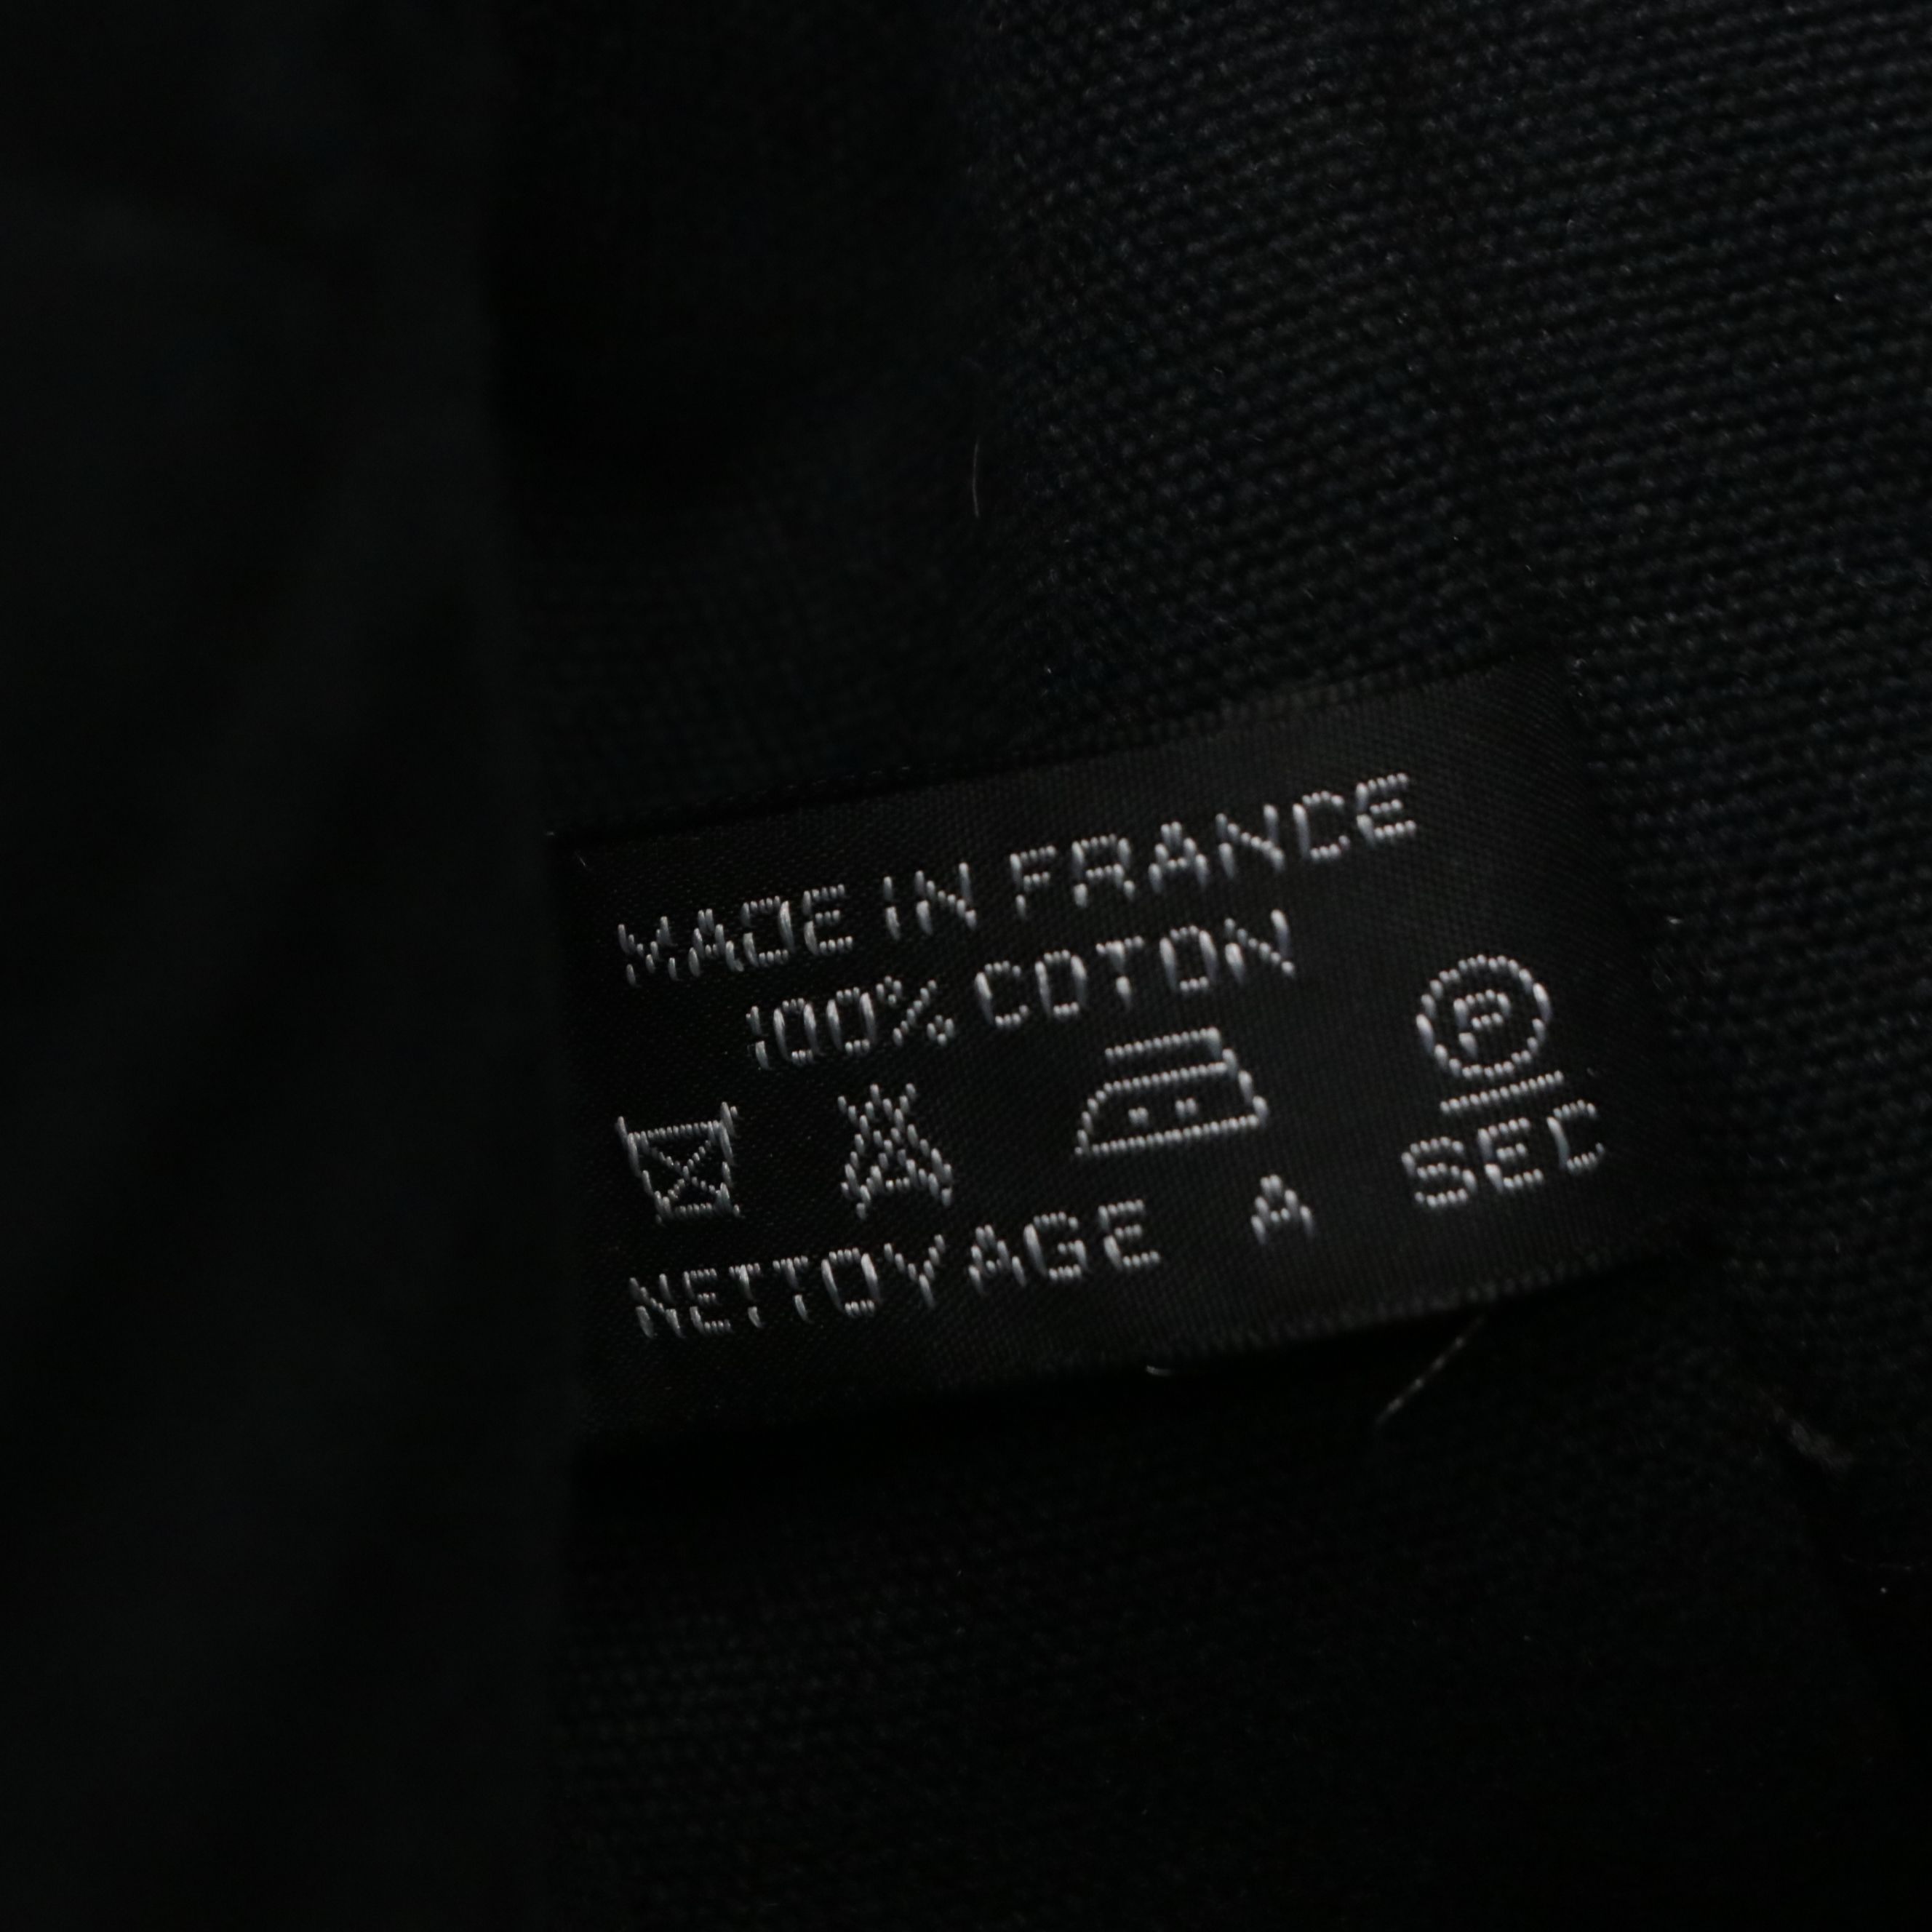 MADE IN FRANCE
100% COTON
P
NETTOYAGE A SEC